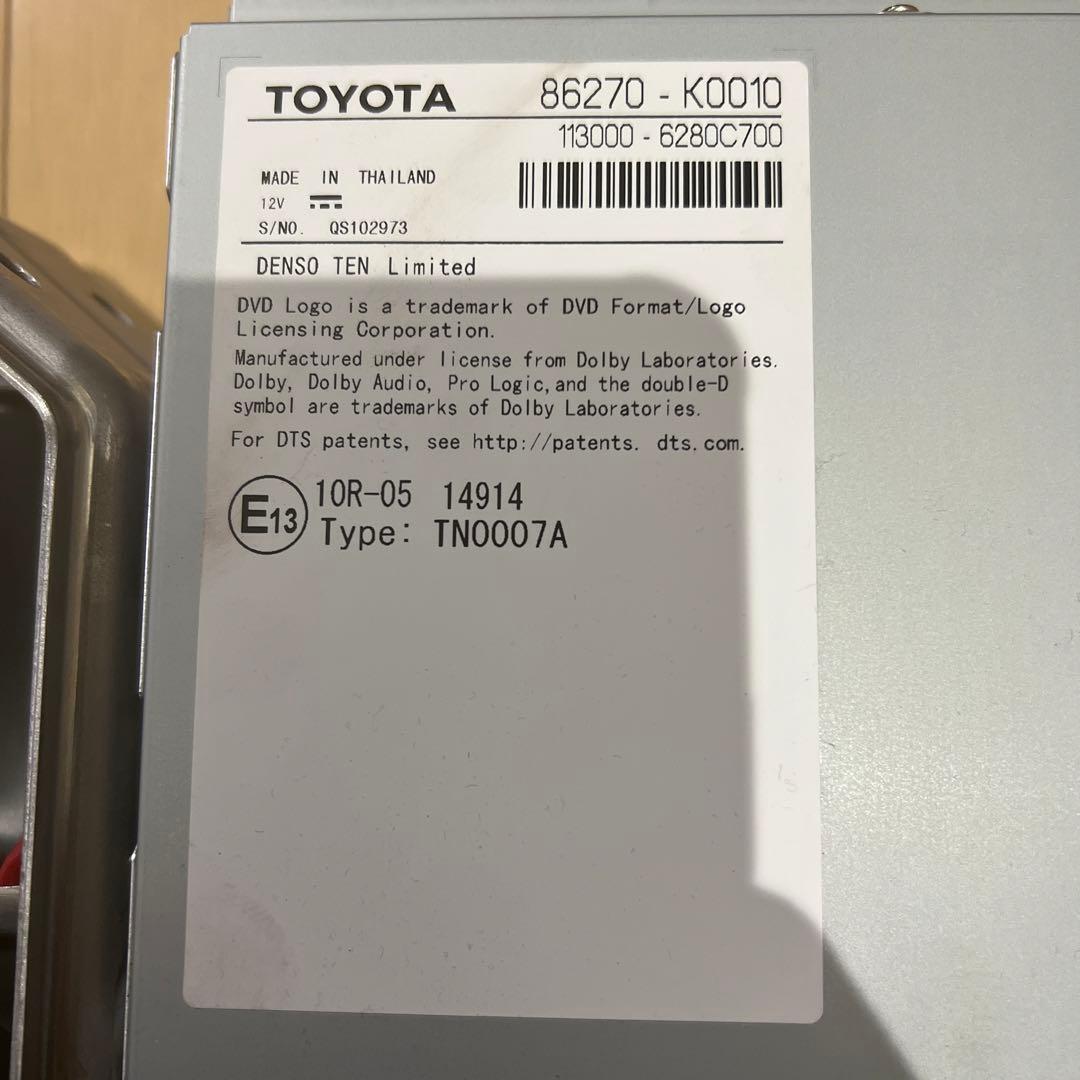 TOYOTA 86270 - K0010
113000 - 6280C700
MADE IN THAILAND
12V
S/NO. QS102973
DENSO TEN Limited
DVD Logo is a trademark of DVD Format/Logo
Licensing Corporation.
Manufactured under license from Dolby Laboratories.
Dolby, Dolby Audio, Pro Logic, and the double-D
symbol are trademarks of Dolby Laboratories.
For DTS patents, see http://patents. dts. com.
E13 10R-05 14914
Type: TN0007A